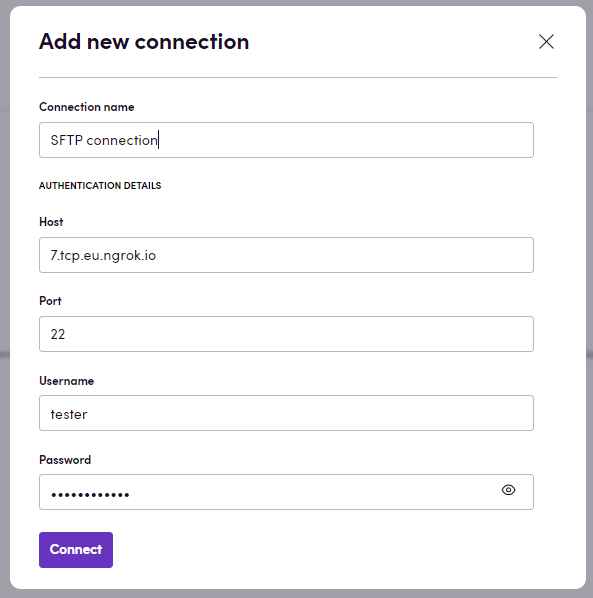 Add new connection
Connection name
SFTP connection
AUTHENTICATION DETAILS
Host
7.tcp.eu.ngrok.io
Port
22
Username
tester
Password
••••••••••••
Connect